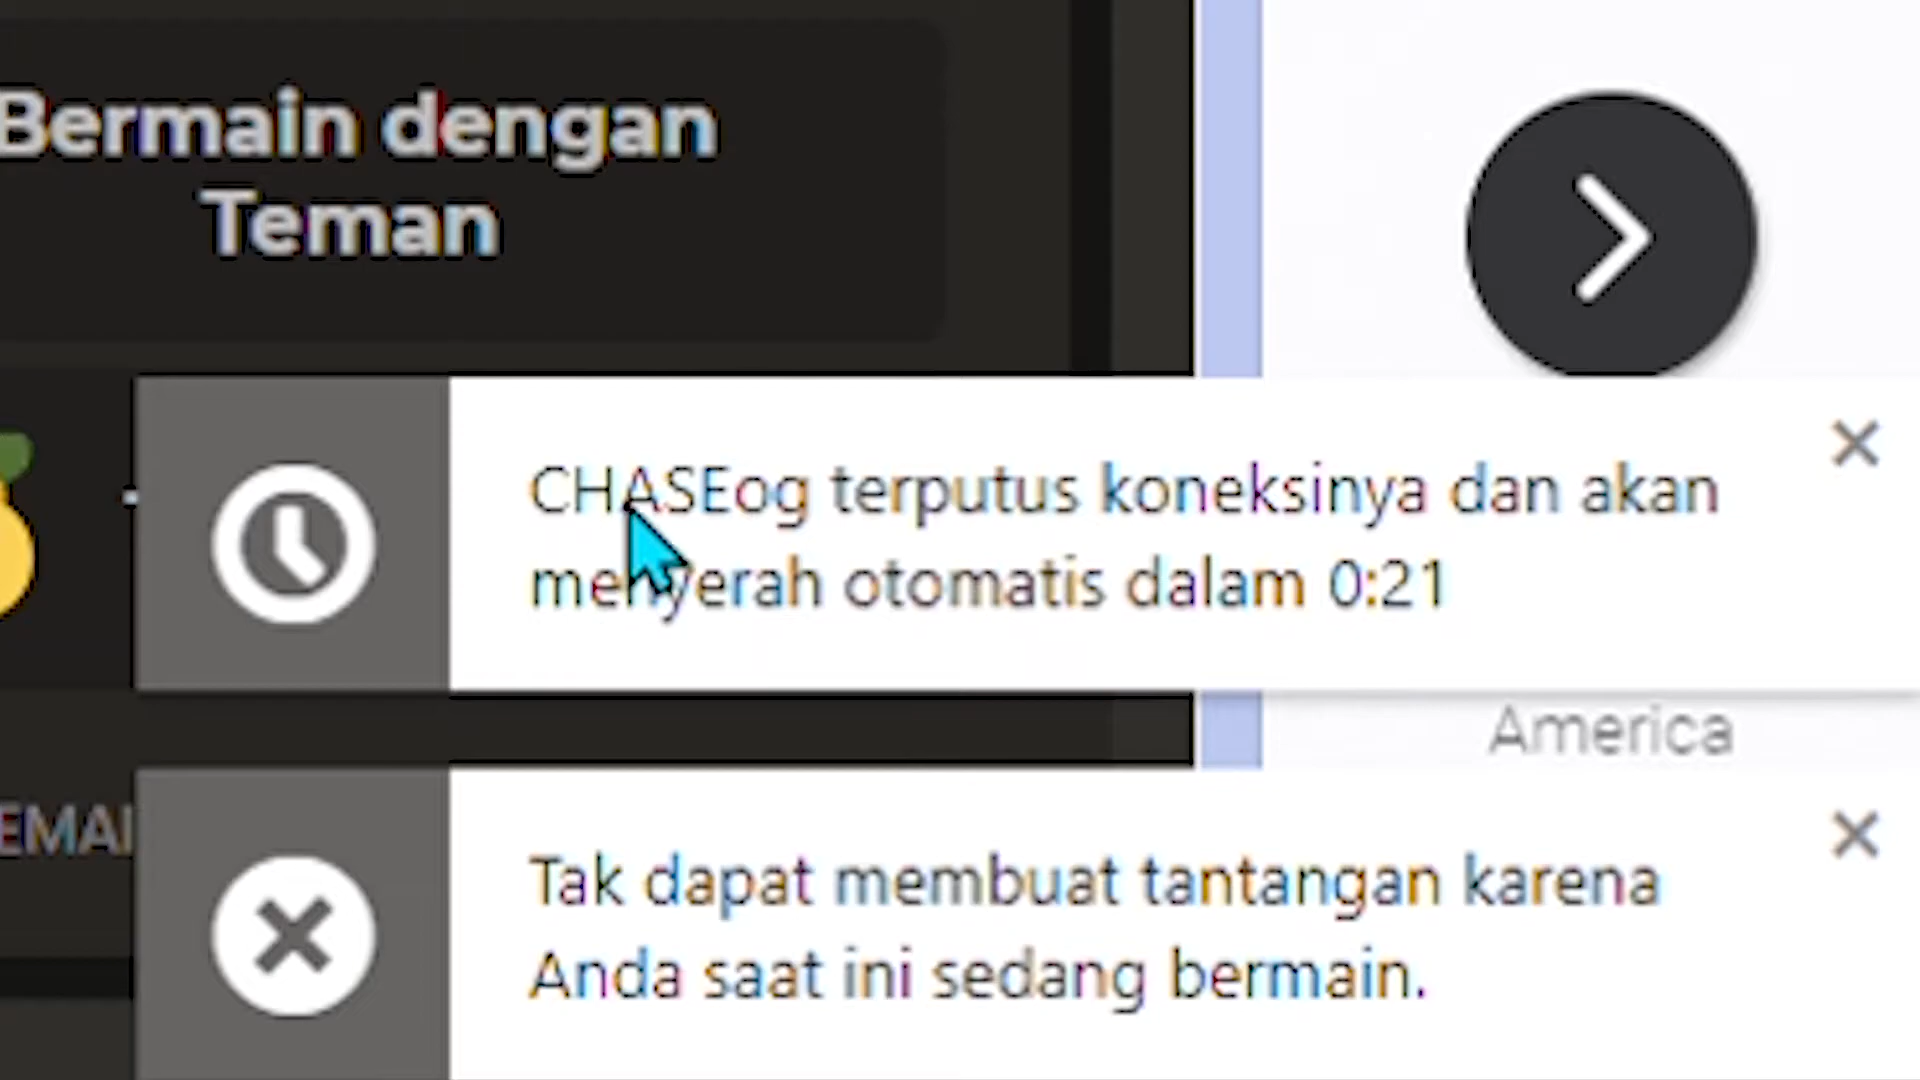 Bermain dengan
Teman
CHASEog terputus koneksinya dan akan
menyerah otomatis dalam 0:21
America
Tak dapat membuat tantangan karena
Anda saat ini sedang bermain.